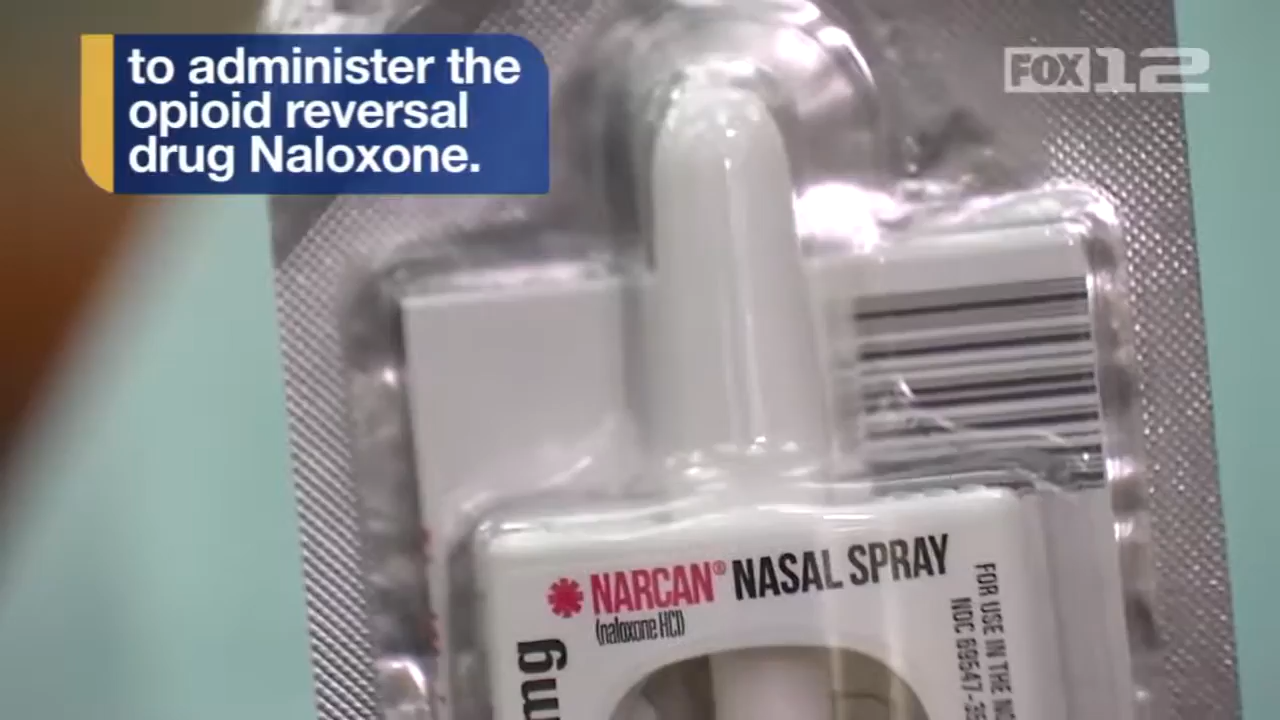 to administer the
opioid reversal
drug Naloxone.
FOX 12
NARCAN® NASAL SPRAY
(naloxone HCl)
mg
FOR USE IN THE
NDC 69547-